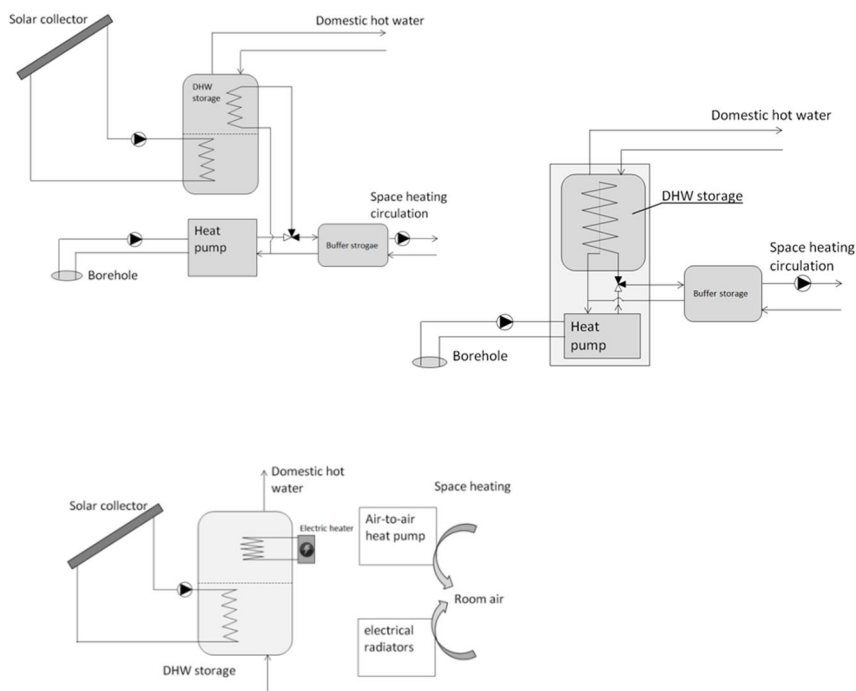 Solar collector
Domestic hot water
DHW
storage
Space heating
circulation
Heat
pump
Buffer strogae
Borehole
Domestic hot water
DHW storage
Space heating
circulation
Buffer storage
Heat
pump
Borehole
Domestic hot
water
Solar collector
Electric heater
DHW storage
Space heating
Air-to-air
heat pump
Room air
electrical
radiators